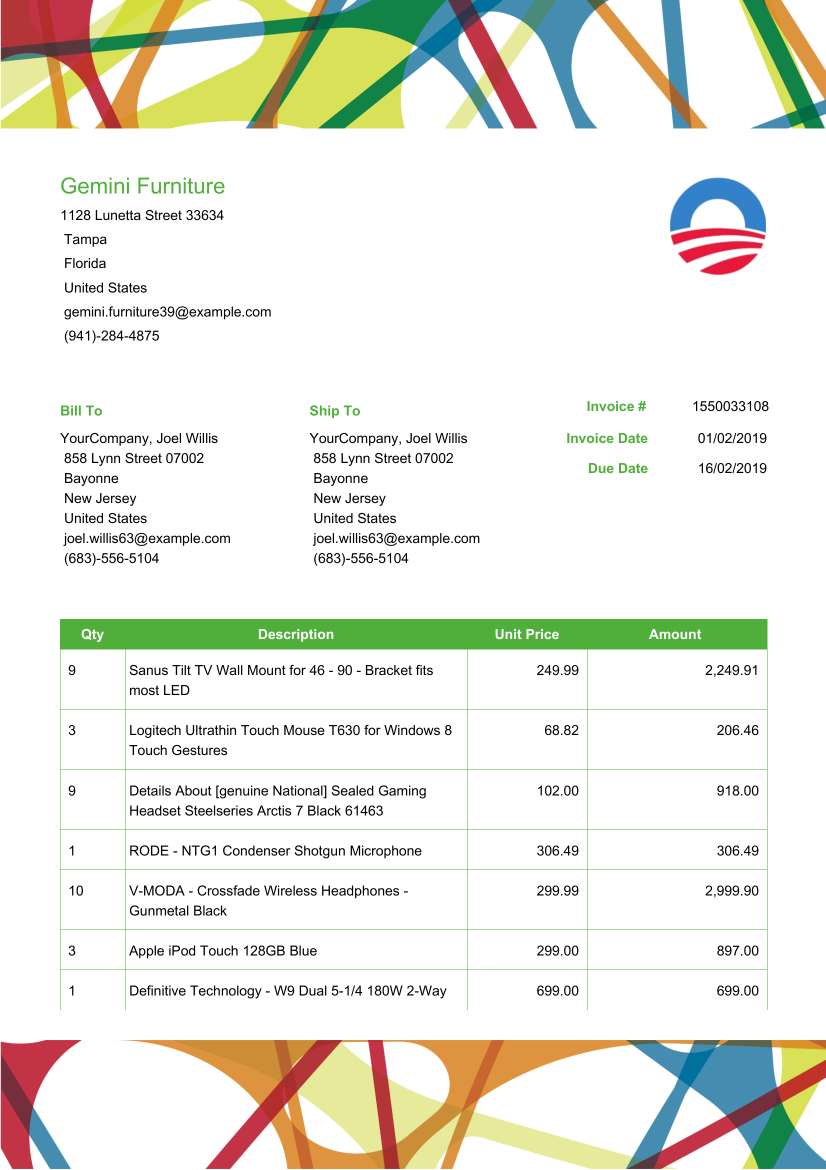 Gemini Furniture
1128 Lunetta Street 33634
Tampa
Florida
United States
gemini.furniture39@example.com
(941)-284-4875
Bill To
YourCompany, Joel Willis
858 Lynn Street 07002
Bayonne
New Jersey
United States
joel.willis63@example.com
(683)-556-5104
Ship To
YourCompany, Joel Willis
858 Lynn Street 07002
Bayonne
New Jersey
United States
joel.willis63@example.com
(683)-556-5104
Invoice # 1550033108
Invoice Date 01/02/2019
Due Date 16/02/2019
Qty Description Unit Price Amount
9 Sanus Tilt TV Wall Mount for 46 - 90 - Bracket fits 249.99 2,249.91
most LED
3 Logitech Ultrathin Touch Mouse T630 for Windows 8 68.82 206.46
Touch Gestures
9 Details About [genuine National] Sealed Gaming 102.00 918.00
Headset Steelseries Arctis 7 Black 61463
1 RODE - NTG1 Condenser Shotgun Microphone 306.49 306.49
10 V-MODA - Crossfade Wireless Headphones - 299.99 2,999.90
Gunmetal Black
3 Apple iPod Touch 128GB Blue 299.00 897.00
1 Definitive Technology - W9 Dual 5-1/4 180W 2-Way 699.00 699.00